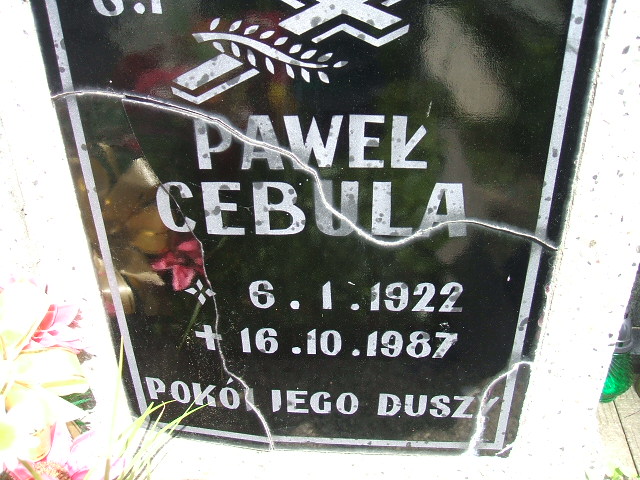 Ś.P
PAWEŁ
CEBULA
6.1.1922
16.10.1987
POKÓJ JEGO DUSZY